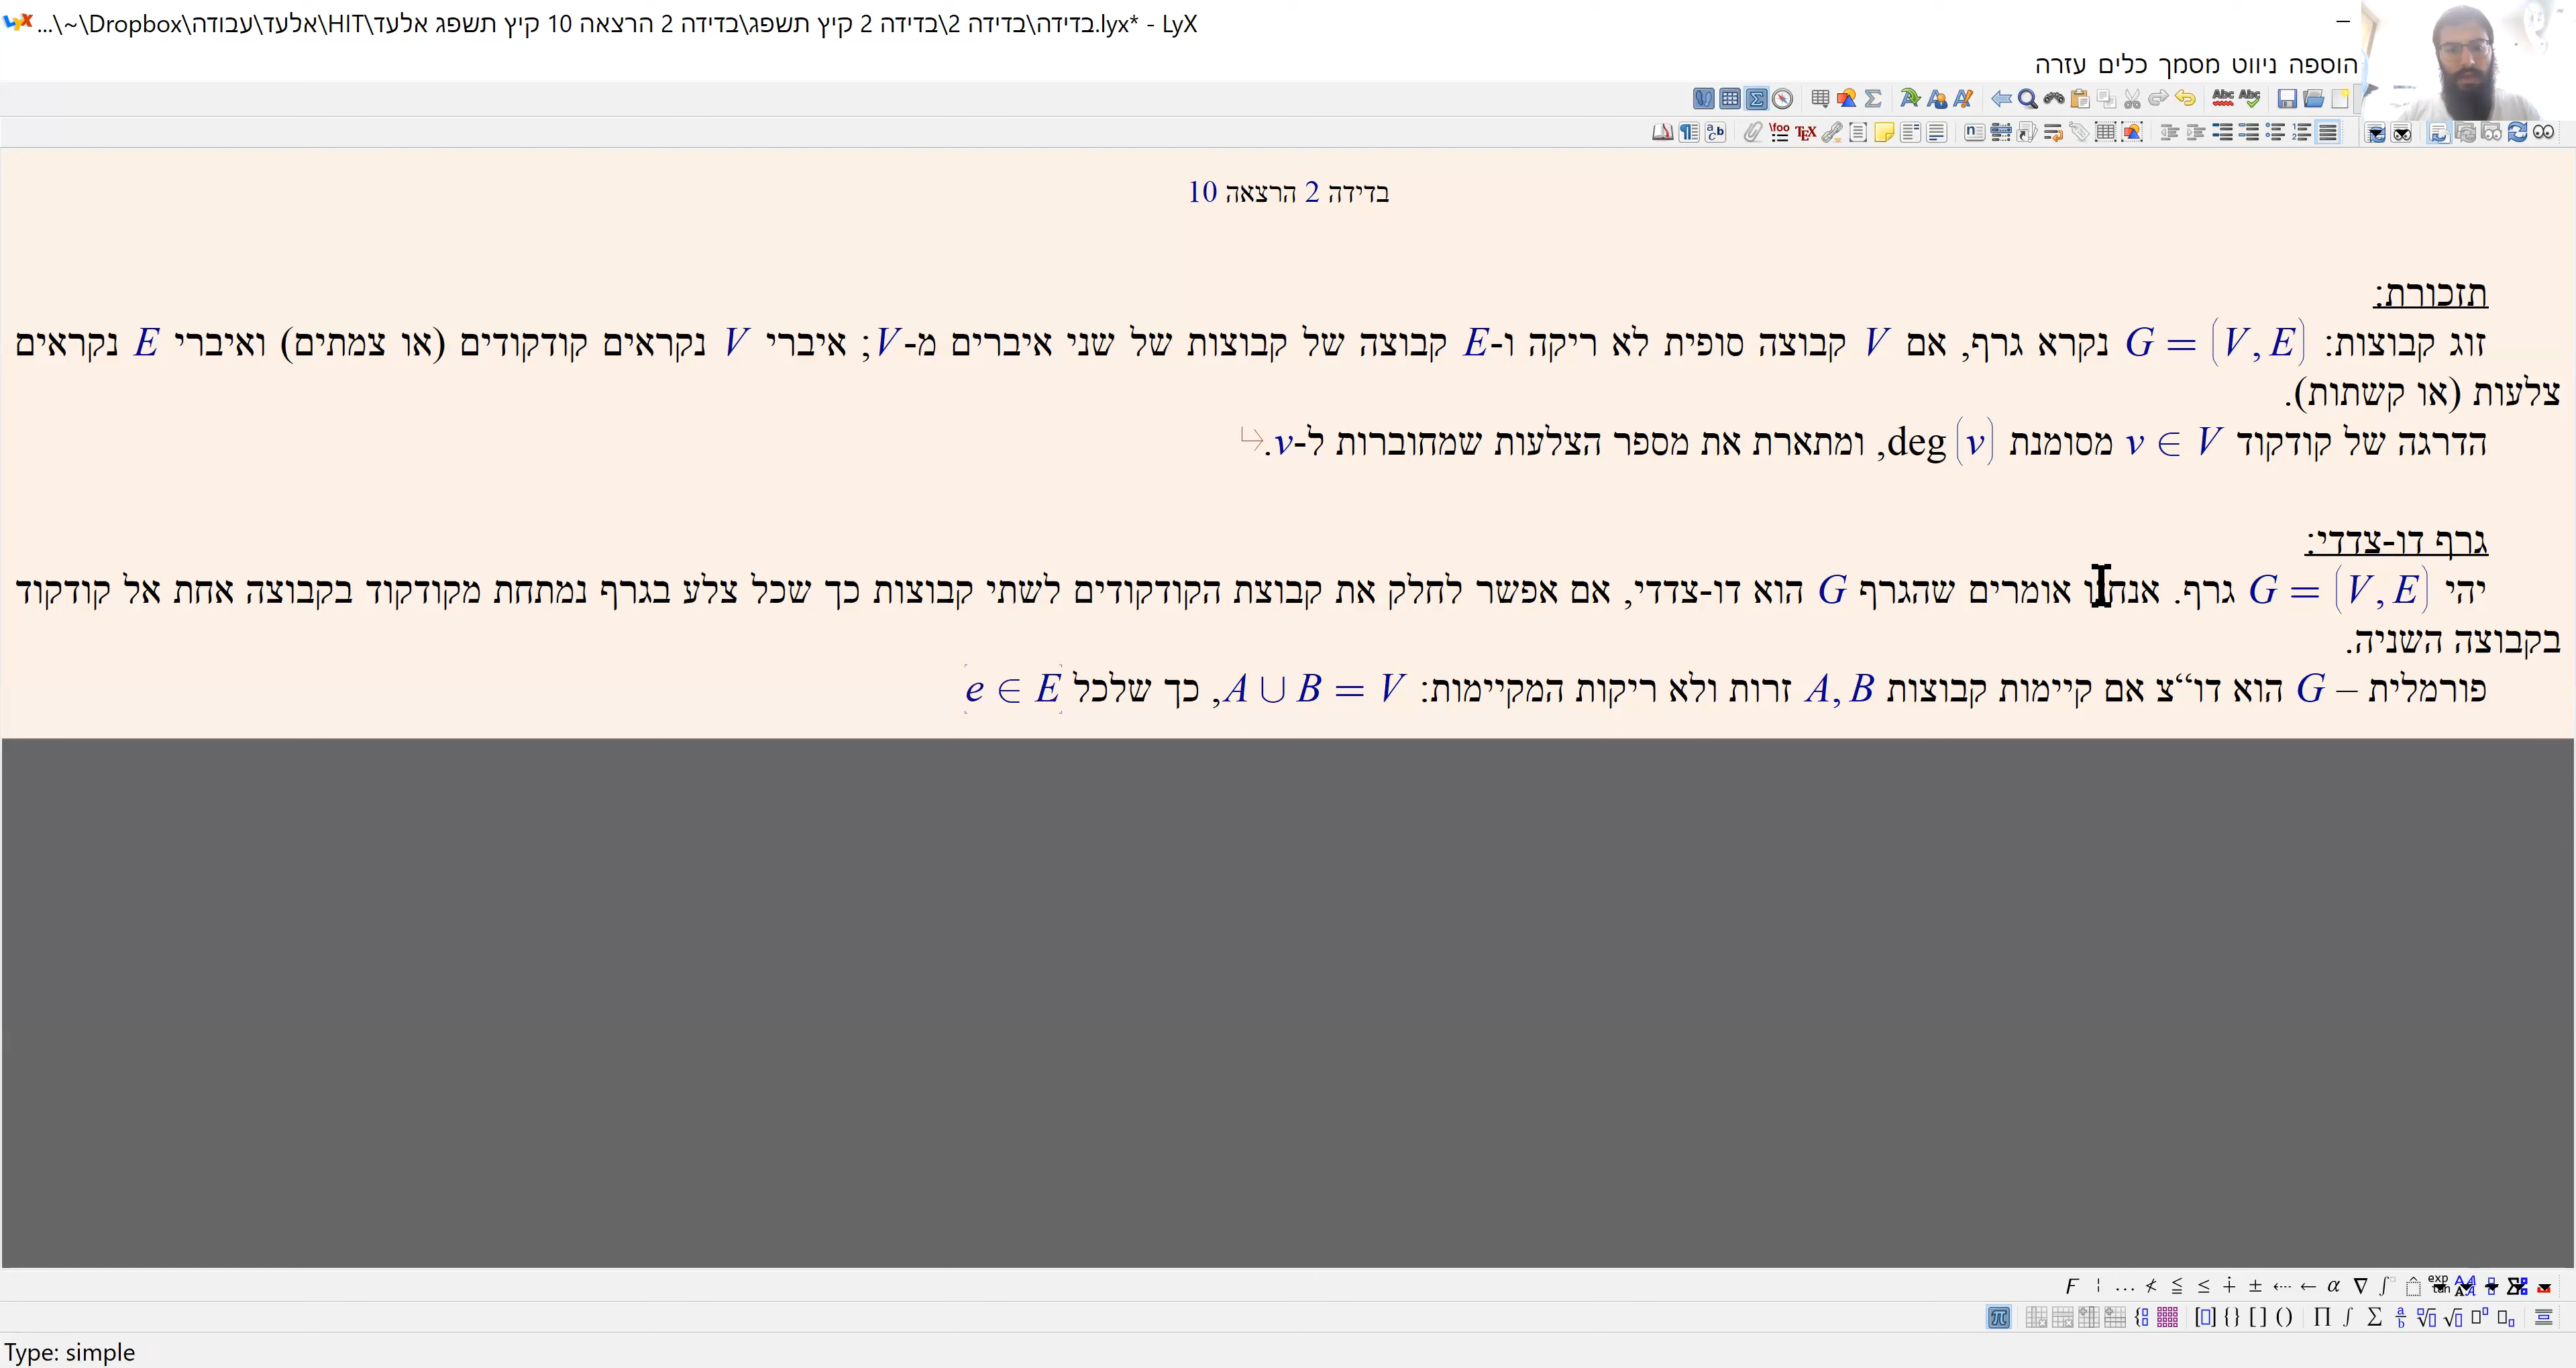 ...\~\Dropbox\עבודה\אלעד\HIT\בדידה\בדידה 2\בדידה 2 קיץ תשפג\בדידה 2 הרצאה 10 קיץ תשפג אלעד.lyx* - LyX
הוספה ניווט מסמך כלים עזרה
בדידה 2 הרצאה 10
תזכורת:
זוג קבוצות: G = (V, E) נקרא גרף, אם V קבוצה סופית לא ריקה ו-E קבוצה של קבוצות של שני איברים מ-V; איברי V נקראים קודקודים (או צמתים) ואיברי E נקראים
צלעות (או קשתות).
הדרגה של קודקוד v ∈ V מסומנת deg (v), ומתארת את מספר הצלעות שמחוברות ל-v.
גרף דו-צדדי:
יהי G = (V, E) גרף. אנחנו אומרים שהגרף G הוא דו-צדדי, אם אפשר לחלק את קבוצת הקודקודים לשתי קבוצות כך שכל צלע בגרף נמתחת מקודקוד בקבוצה אחת אל קודקוד
בקבוצה השניה.
פורמלית – G הוא דו“צ אם קיימות קבוצות A, B זרות ולא ריקות המקיימות: A ∪ B = V, כך שלכל e ∈ E
Type: simple